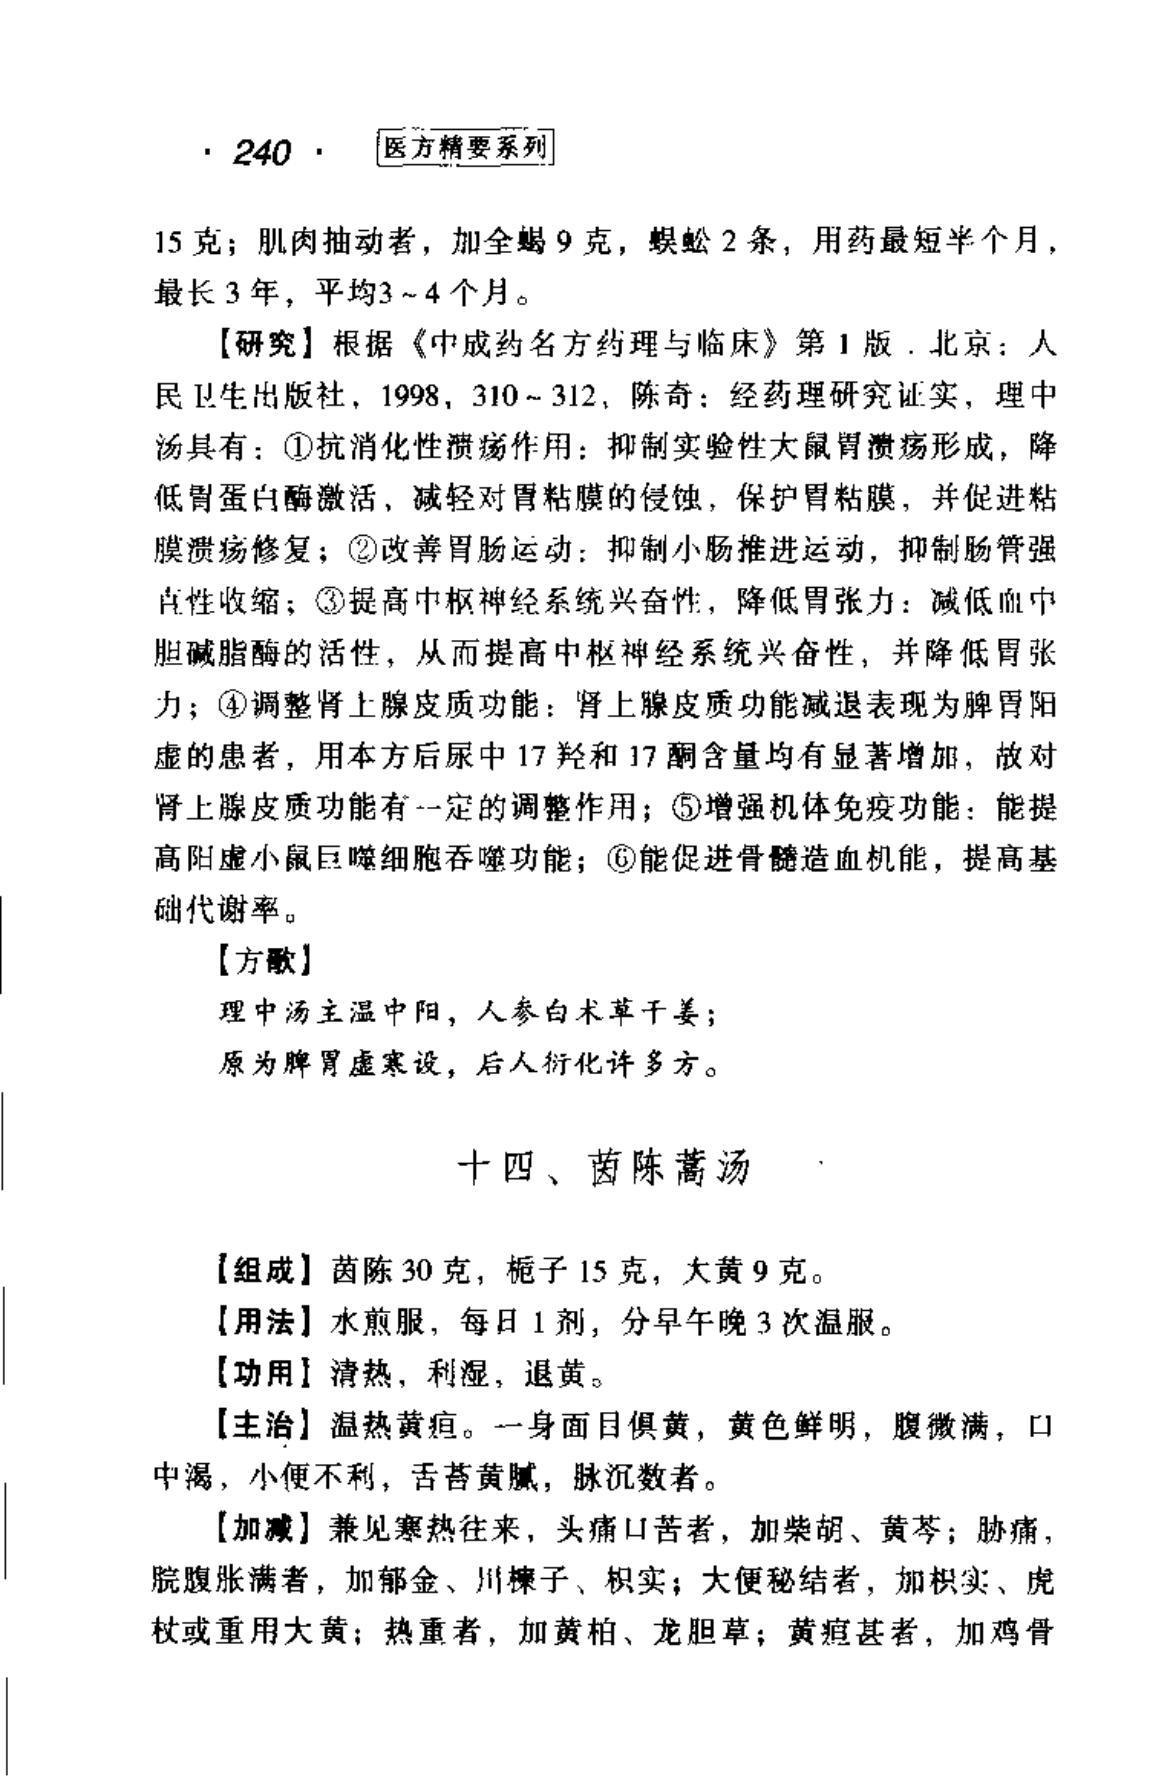 · 240 · 医方精要系列
15 克；肌肉抽动者，加全蝎 9 克，蜈蚣 2 条，用药最短半个月，
最长 3 年，平均3～4 个月。
【研究】根据《中成药名方药理与临床》第 1 版．北京：人
民卫生出版社，1998，310～312，陈奇：经药理研究证实，理中
汤具有：①抗消化性溃疡作用：抑制实验性大鼠胃溃疡形成，降
低胃蛋白酶激活，减轻对胃粘膜的侵蚀，保护胃粘膜，并促进粘
膜溃疡修复；②改善胃肠运动：抑制小肠推进运动，抑制肠管强
直性收缩；③提高中枢神经系统兴奋性，降低胃张力：减低血中
胆碱脂酶的活性，从而提高中枢神经系统兴奋性，并降低胃张
力；④调整肾上腺皮质功能：肾上腺皮质功能减退表现为脾胃阳
虚的患者，用本方后尿中 17 羟和 17 酮含量均有显著增加，故对
肾上腺皮质功能有一定的调整作用；⑤增强机体免疫功能：能提
高阳虚小鼠巨噬细胞吞噬功能；⑥能促进骨髓造血机能，提高基
础代谢率。
【方歌】
理中汤主温中阳，人参白术草干姜；
原为脾胃虚寒设，后人衍化许多方。
十四、茵陈蒿汤
【组成】茵陈 30 克，栀子 15 克，大黄 9 克。
【用法】水煎服，每日 1 剂，分早午晚 3 次温服。
【功用】清热，利湿，退黄。
【主治】温热黄疸。一身面目俱黄，黄色鲜明，腹微满，口
中渴，小便不利，舌苔黄腻，脉沉数者。
【加减】兼见寒热往来，头痛口苦者，加柴胡、黄芩；胁痛，
脘腹胀满者，加郁金、川楝子、枳实；大便秘结者，加枳实、虎
杖或重用大黄；热重者，加黄柏、龙胆草；黄疸甚者，加鸡骨